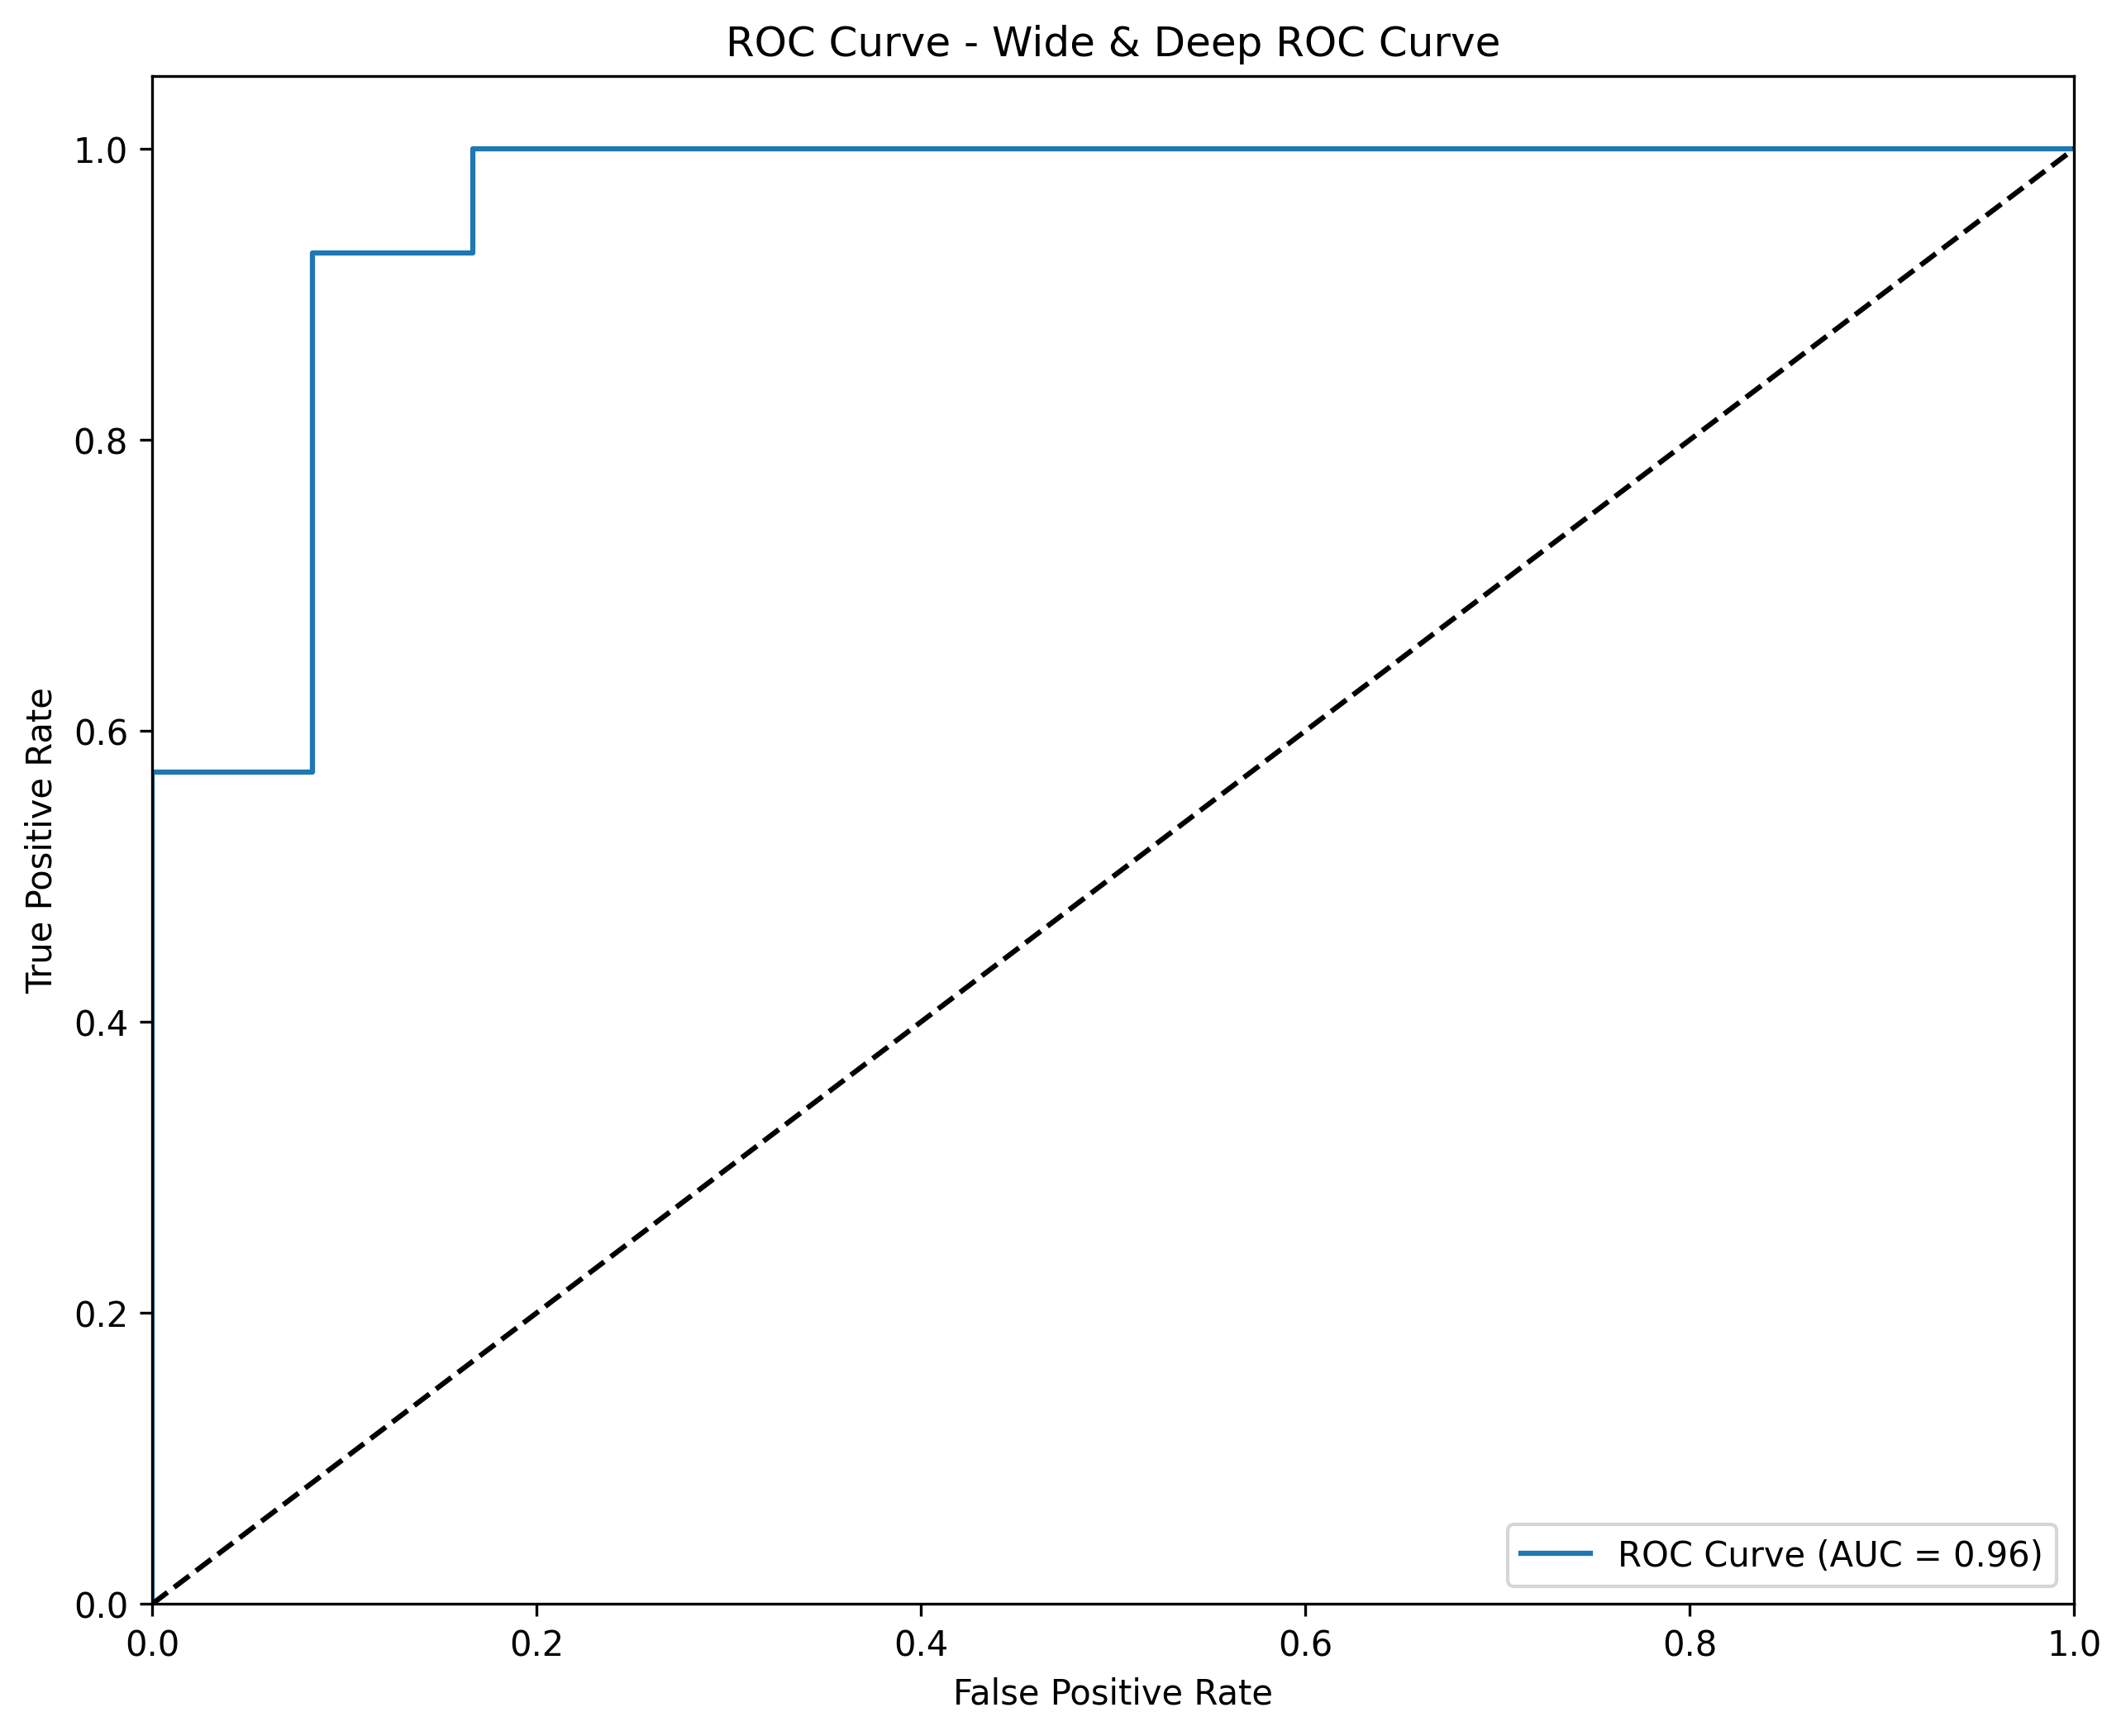 ROC Curve - Wide & Deep ROC Curve
True Positive Rate
1.0
0.8
0.6
0.4
0.2
0.0
0.0 0.2 0.4 0.6 0.8 1.0
False Positive Rate
ROC Curve (AUC = 0.96)